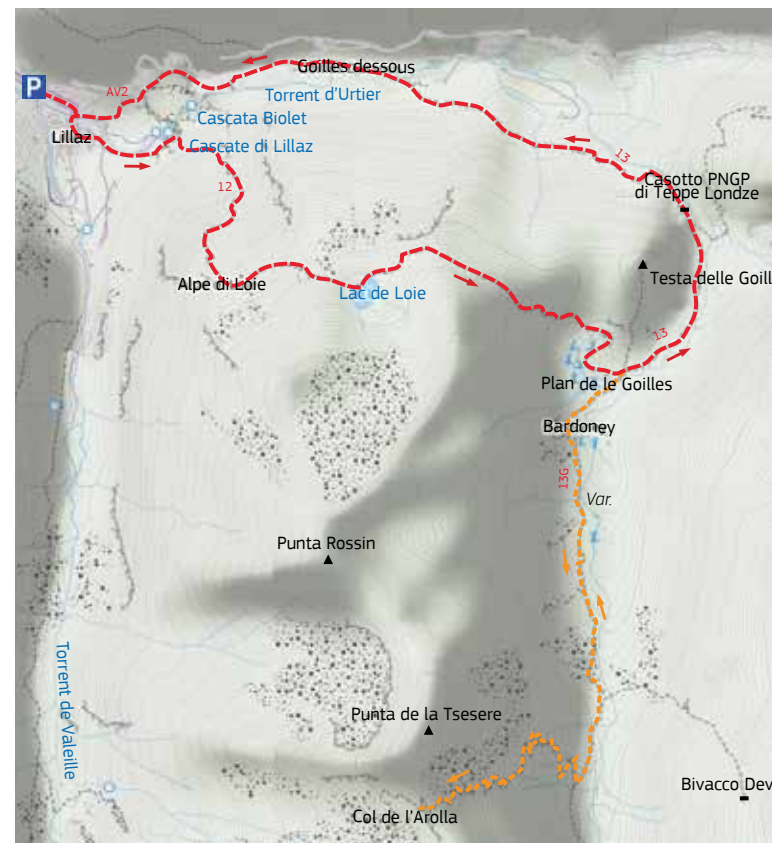 Goilles dessous
P
AV2
Torrent d'Urtier
Cascata Biolet
Lillaz
Cascate di Lillaz
13
12
Casotto PNGP
di Teppe Londze
Alpe di Loie
Lac de Loie
Testa delle Goill
13
Plan de le Goilles
Bardoney
13G
Var.
Punta Rossin
Torrent de Valeille
Punta de la Tsesere
Bivacco Dev
Col de l'Arolla